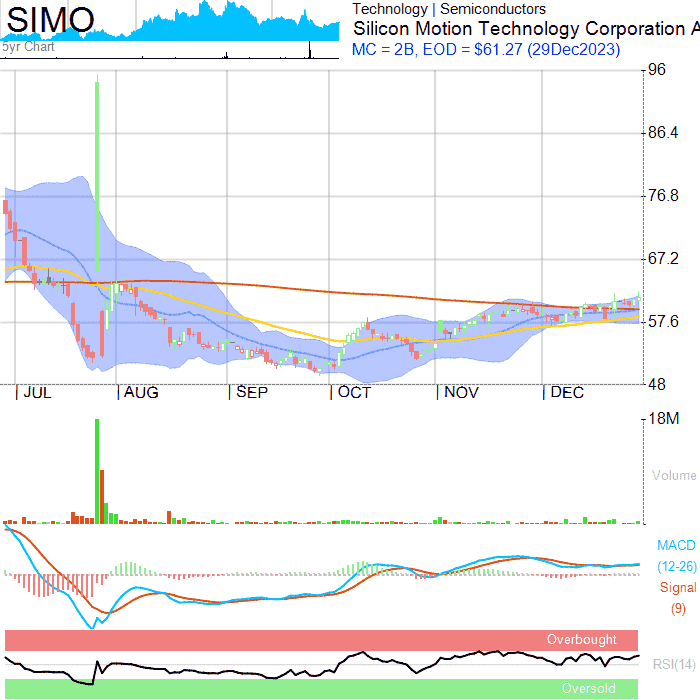 SIMO
5yr Chart
Technology | Semiconductors
Silicon Motion Technology Corporation A
MC = 2B, EOD = $61.27 (29Dec2023)
96
86.4
76.8
67.2
57.6
48
JUL AUG SEP OCT NOV DEC
18M
Volume
MACD
(12-26)
Signal
(9)
Overbought
RSI(14)
Oversold